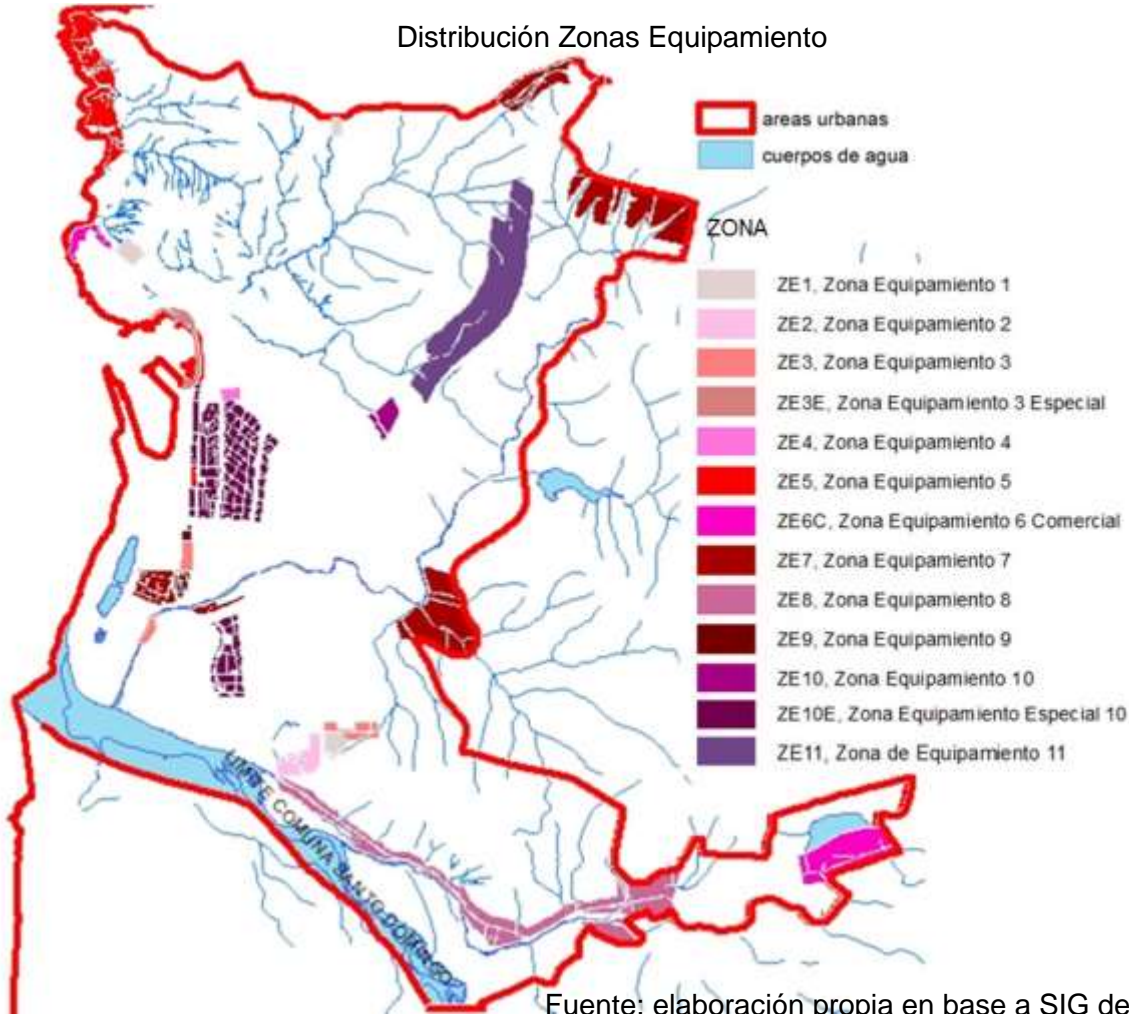 Distribución Zonas Equipamiento
areas urbanas
cuerpos de agua
ZONA
ZE1, Zona Equipamiento 1
ZE2, Zona Equipamiento 2
ZE3, Zona Equipamiento 3
ZE3E, Zona Equipamiento 3 Especial
ZE4, Zona Equipamiento 4
ZE5, Zona Equipamiento 5
ZE6C, Zona Equipamiento 6 Comercial
ZE7, Zona Equipamiento 7
ZE8, Zona Equipamiento 8
ZE9, Zona Equipamiento 9
ZE10, Zona Equipamiento 10
ZE10E, Zona Equipamiento Especial 10
ZE11, Zona de Equipamiento 11
LIMITE COMUNA SANTO DOMINGO
Fuente: elaboración propia en base a SIG de